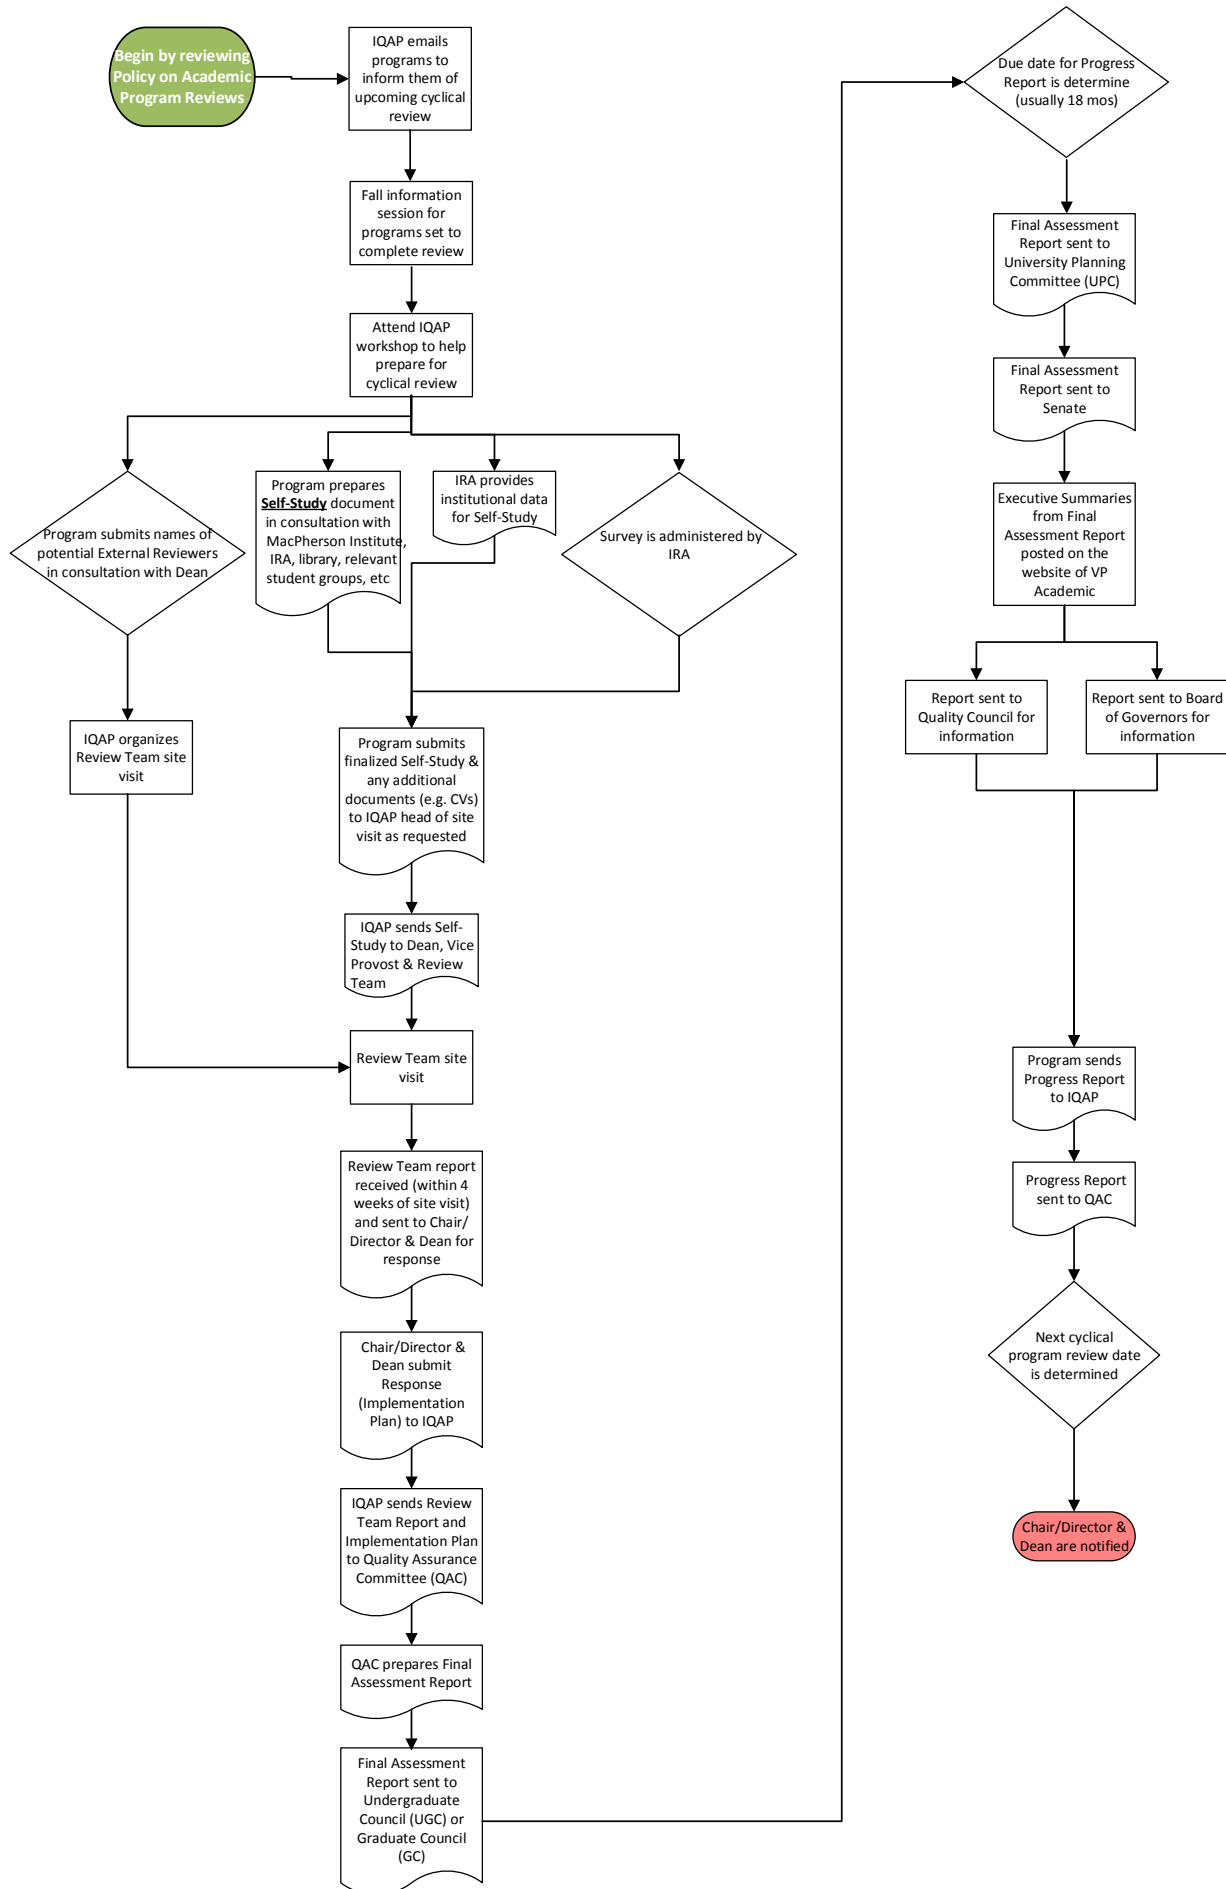 Begin by reviewing
Policy on Academic
Program Reviews
IQAP emails
programs to
inform them of
upcoming cyclical
review
Fall information
session for
programs set to
complete review
Attend IQAP
workshop to help
prepare for
cyclical review
Program submits names of
potential External Reviewers
in consultation with Dean
Program prepares
Self-Study document
in consultation with
MacPherson Institute,
IRA, library, relevant
student groups, etc
IRA provides
institutional data
for Self-Study
Survey is administered by
IRA
IQAP organizes
Review Team site
visit
Program submits
finalized Self-Study &
any additional
documents (e.g. CVs)
to IQAP head of site
visit as requested
IQAP sends Self-
Study to Dean, Vice
Provost & Review
Team
Review Team site
visit
Review Team report
received (within 4
weeks of site visit)
and sent to Chair/
Director & Dean for
response
Chair/Director &
Dean submit
Response
(Implementation
Plan) to IQAP
IQAP sends Review
Team Report and
Implementation Plan
to Quality Assurance
Committee (QAC)
QAC prepares Final
Assessment Report
Final Assessment
Report sent to
Undergraduate
Council (UGC) or
Graduate Council
(GC)
Due date for Progress
Report is determine
(usually 18 mos)
Final Assessment
Report sent to
University Planning
Committee (UPC)
Final Assessment
Report sent to
Senate
Executive Summaries
from Final
Assessment Report
posted on the
website of VP
Academic
Report sent to
Quality Council for
information
Report sent to Board
of Governors for
information
Program sends
Progress Report
to IQAP
Progress Report
sent to QAC
Next cyclical
program review date
is determined
Chair/Director &
Dean are notified